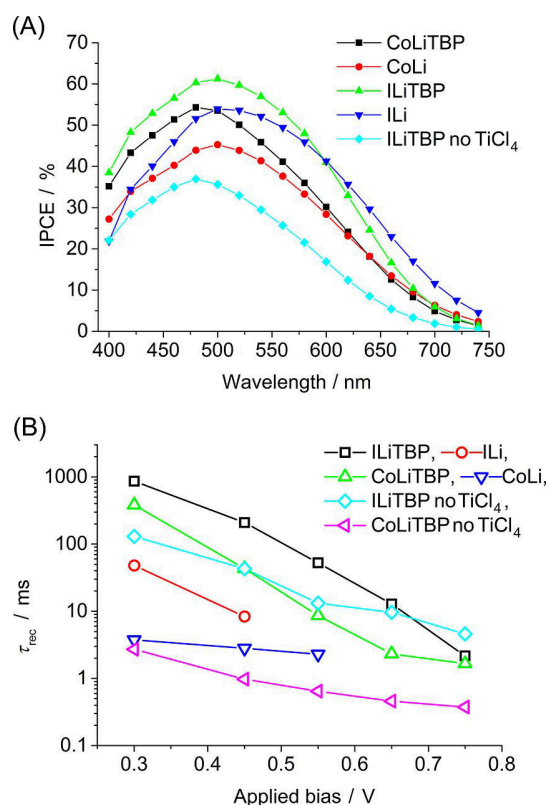 (A)
CoLiTBP
CoLi
ILiTBP
ILi
ILiTBP no TiCl4
70
60
50
40
30
20
10
0
IPCE / %
400 450 500 550 600 650 700 750
Wavelength / nm
(B)
ILiTBP, ILi,
CoLiTBP, CoLi,
ILiTBP no TiCl4,
CoLiTBP no TiCl4
1000
100
10
1
0.1
τrec / ms
0.3 0.4 0.5 0.6 0.7 0.8
Applied bias / V